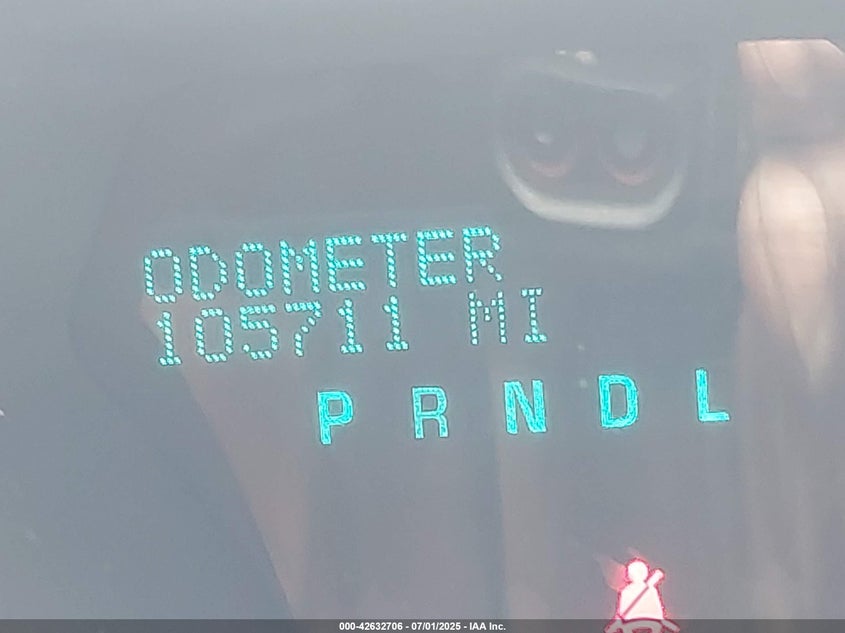 ODOMETER
105711 MI
P R N D L
000-42632706 - 07/01/2025 - IAA Inc.